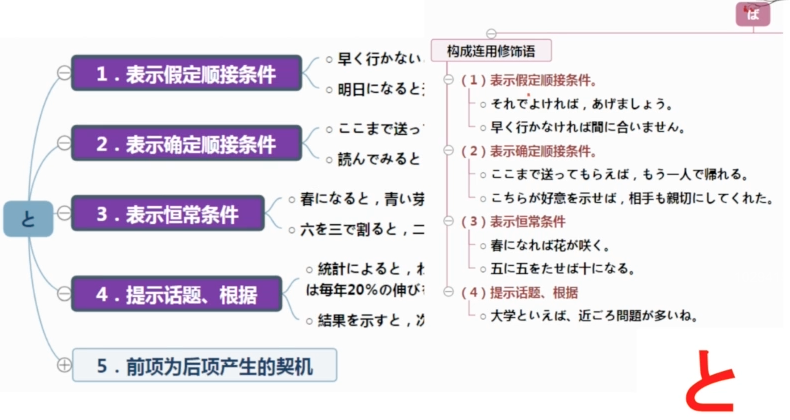 と
1．表示假定顺接条件
早く行かない
明日になると
2．表示确定顺接条件
ここまで送って
読んでみると
3．表示恒常条件
春になると，青い芽
六を三で割ると，二
4．提示话题、根据
統計によると，わ
は毎年20%の伸び
結果を示すと，次
5．前项为后项产生的契机
ば
构成连用修饰语
（1）表示假定顺接条件。
それでよければ，あげましょう。
早く行かなければ間に合いません。
（2）表示确定顺接条件。
ここまで送ってもらえば，もう一人で帰れる。
こちらが好意を示せば，相手も親切にしてくれた。
（3）表示恒常条件
春になれば花が咲く。
五に五をたせば十になる。
（4）提示话题、根据
大学といえば、近ごろ問題が多いね。
と